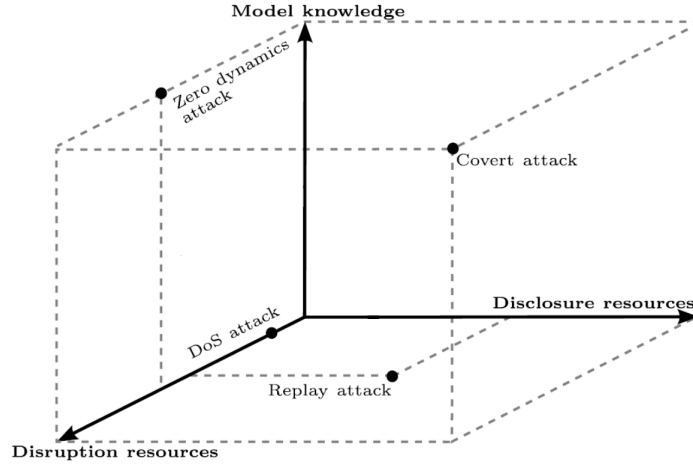 Model knowledge
Zero dynamics
attack
Covert attack
Disclosure resources
DoS attack
Replay attack
Disruption resources